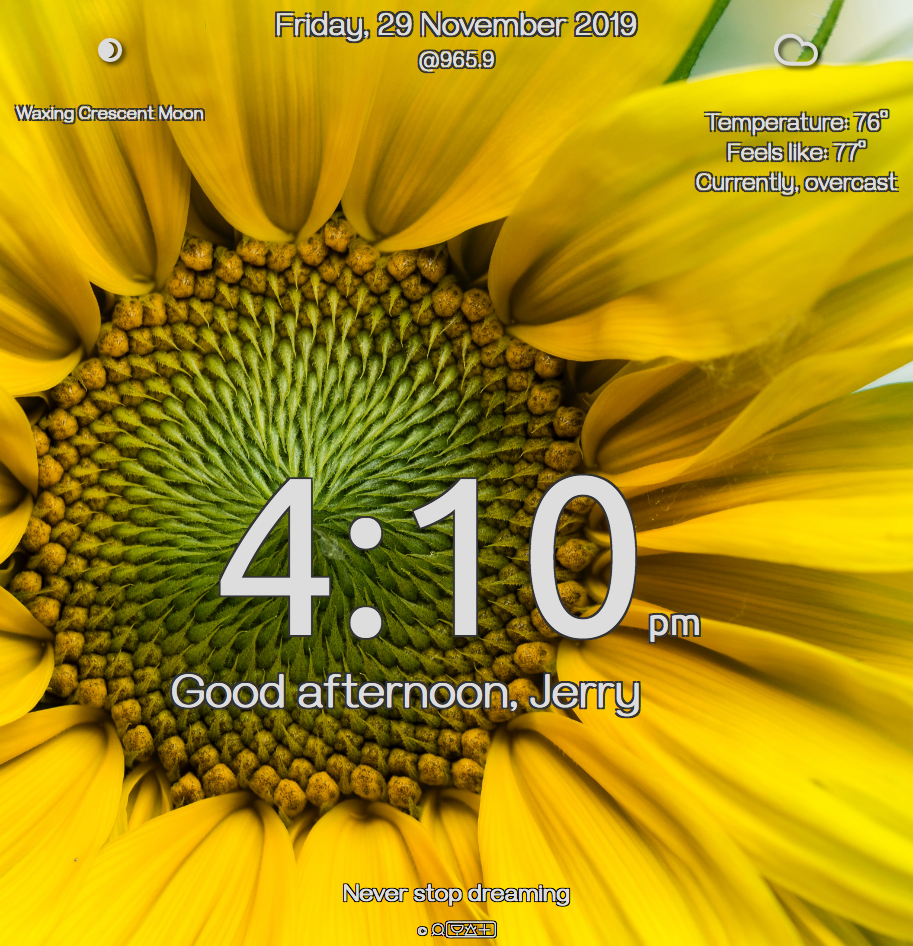 Friday, 29 November 2019
@965.9
Waxing Crescent Moon
Temperature: 76°
Feels like: 77°
Currently, overcast
4:10 pm
Good afternoon, Jerry
Never stop dreaming